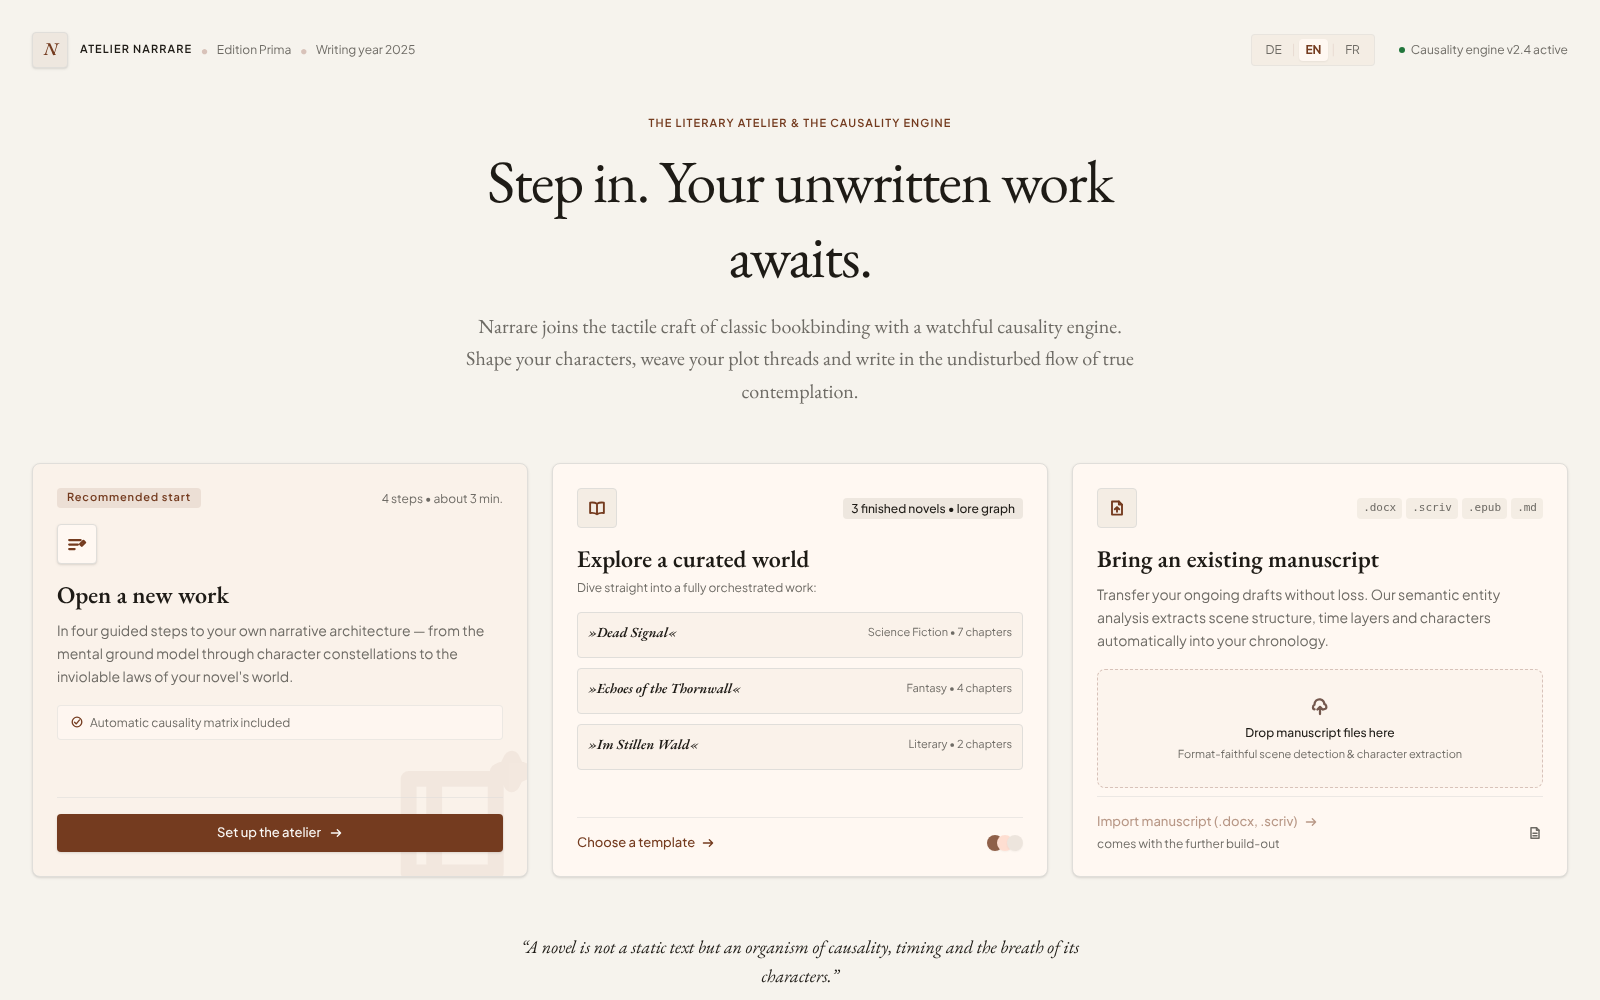 N ATELIER NARRARE • Edition Prima • Writing year 2025
DE EN FR
Causality engine v2.4 active
THE LITERARY ATELIER & THE CAUSALITY ENGINE
Step in. Your unwritten work
awaits.
Narrare joins the tactile craft of classic bookbinding with a watchful causality engine.
Shape your characters, weave your plot threads and write in the undisturbed flow of true
contemplation.
Recommended start
4 steps • about 3 min.
Open a new work
In four guided steps to your own narrative architecture — from the
mental ground model through character constellations to the
inviolable laws of your novel's world.
Automatic causality matrix included
Set up the atelier →
3 finished novels • lore graph
Explore a curated world
Dive straight into a fully orchestrated work:
»Dead Signal« Science Fiction • 7 chapters
»Echoes of the Thornwall« Fantasy • 4 chapters
»Im Stillen Wald« Literary • 2 chapters
Choose a template →
.docx .scriv .epub .md
Bring an existing manuscript
Transfer your ongoing drafts without loss. Our semantic entity
analysis extracts scene structure, time layers and characters
automatically into your chronology.
Drop manuscript files here
Format-faithful scene detection & character extraction
Import manuscript (.docx, .scriv) →
comes with the further build-out
“A novel is not a static text but an organism of causality, timing and the breath of its
characters.”